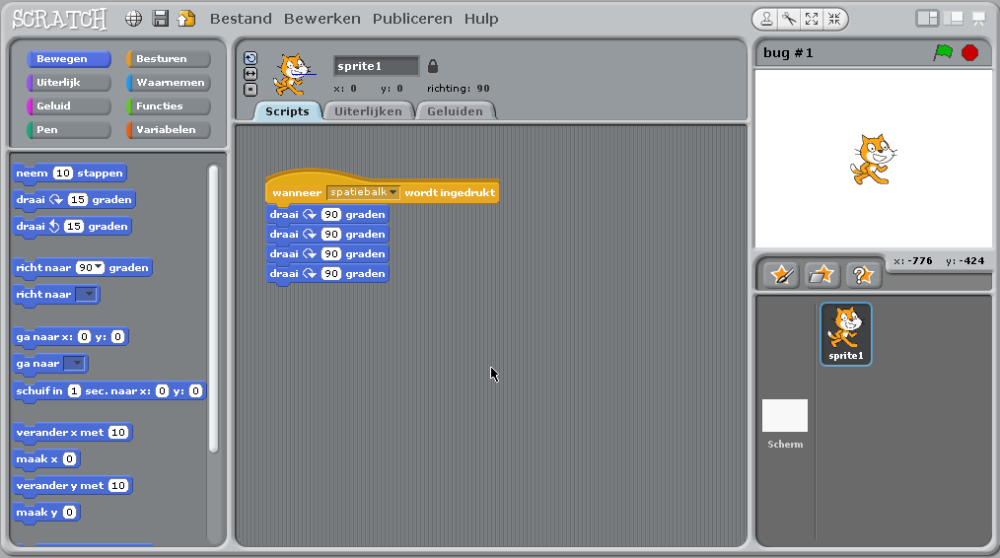 SCRATCH Bestand Bewerken Publiceren Hulp
Bewegen Besturen
Uiterlijk Waarnemen
Geluid Functies
Pen Variabelen
neem 10 stappen
draai 15 graden
draai 15 graden
richt naar 90 graden
richt naar
ga naar x: 0 y: 0
ga naar
schuif in 1 sec. naar x: 0 y: 0
verander x met 10
maak x 0
verander y met 10
maak y 0
sprite1
x: 0 y: 0 richting: 90
Scripts Uiterlijken Geluiden
wanneer spatiebalk wordt ingedrukt
draai 90 graden
draai 90 graden
draai 90 graden
draai 90 graden
bug #1
x: -776 y: -424
sprite1
Scherm